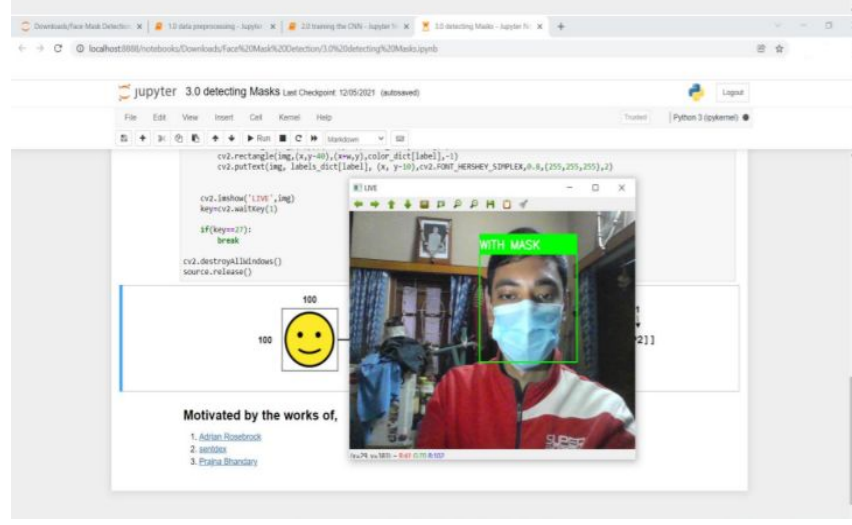 Downloads/Face Mask Detection
1.0 data preprocessing - Jupyter
2.0 training the CNN - Jupyter
3.0 detecting Masks - Jupyter
localhost:8888/notebooks/Downloads/Face%20Mask%20Detection/3.0%20detecting%20Masks.ipynb
jupyter 3.0 detecting Masks Last Checkpoint: 12/05/2021 (autosaved)
Logout
File Edit View Insert Cell Kernel Help
Trusted
Python 3 (ipykernel)
Run
Markdown
cv2.rectangle(img,(x,y-40),(x+w,y),color_dict[label],-1)
cv2.putText(img, labels_dict[label], (x, y-10),cv2.FONT_HERSHEY_SIMPLEX,0.8,(255,255,255),2)
cv2.imshow('LIVE',img)
key=cv2.waitKey(1)
if(key==27):
break
cv2.destroyAllWindows()
source.release()
LIVE
WITH MASK
100
100
2]]
SUPER
Motivated by the works of,
1. Adrian Rosebrock
2. sentdex
3. Prajna Bhandary